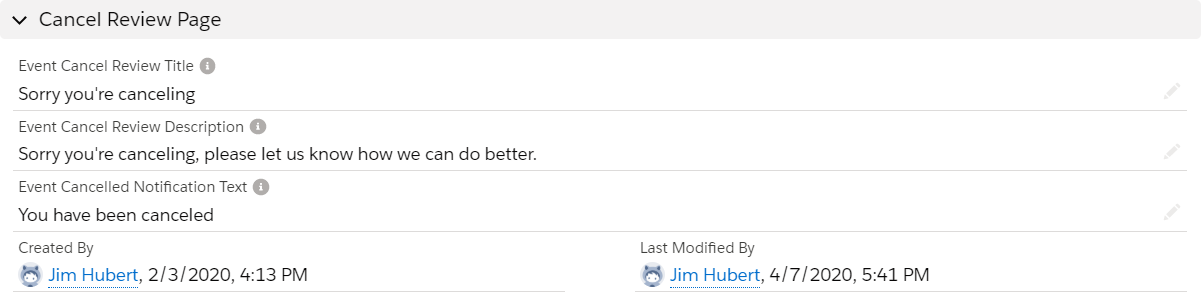 Cancel Review Page
Event Cancel Review Title
Sorry you're canceling
Event Cancel Review Description
Sorry you're canceling, please let us know how we can do better.
Event Cancelled Notification Text
You have been canceled
Created By
Last Modified By
Jim Hubert, 2/3/2020, 4:13 PM
Jim Hubert, 4/7/2020, 5:41 PM